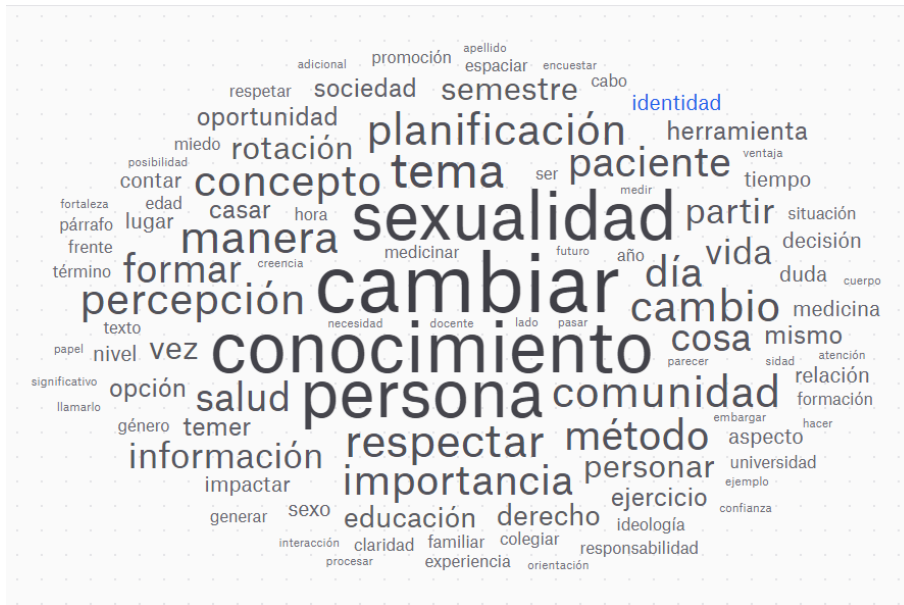 apellido
adicional promoción espaciar encuestar
respetar sociedad semestre cabo
oportunidad identidad
miedo rotación planificación herramienta
posibilidad tema paciente ventaja
contar concepto ser medir tiempo
fortaleza edad casar hora sexualidad partir situación
párrafo lugar
frente manera medicinar futuro año vida decisión
término formar creencia cambiar día duda cuerpo
percepción cambio medicina
texto necesidad docente lado pasar
papel nivel vez conocimiento cosa mismo
parecer sidad atención
significativo opción salud persona comunidad relación
llamarlo formación
género temer respectar método embargar hacer
información aspecto
impactar importancia personar universidad
ejemplo
generar sexo educación derecho ejercicio confianza
ideología
interacción claridad familiar colegiar responsabilidad
procesar experiencia orientación